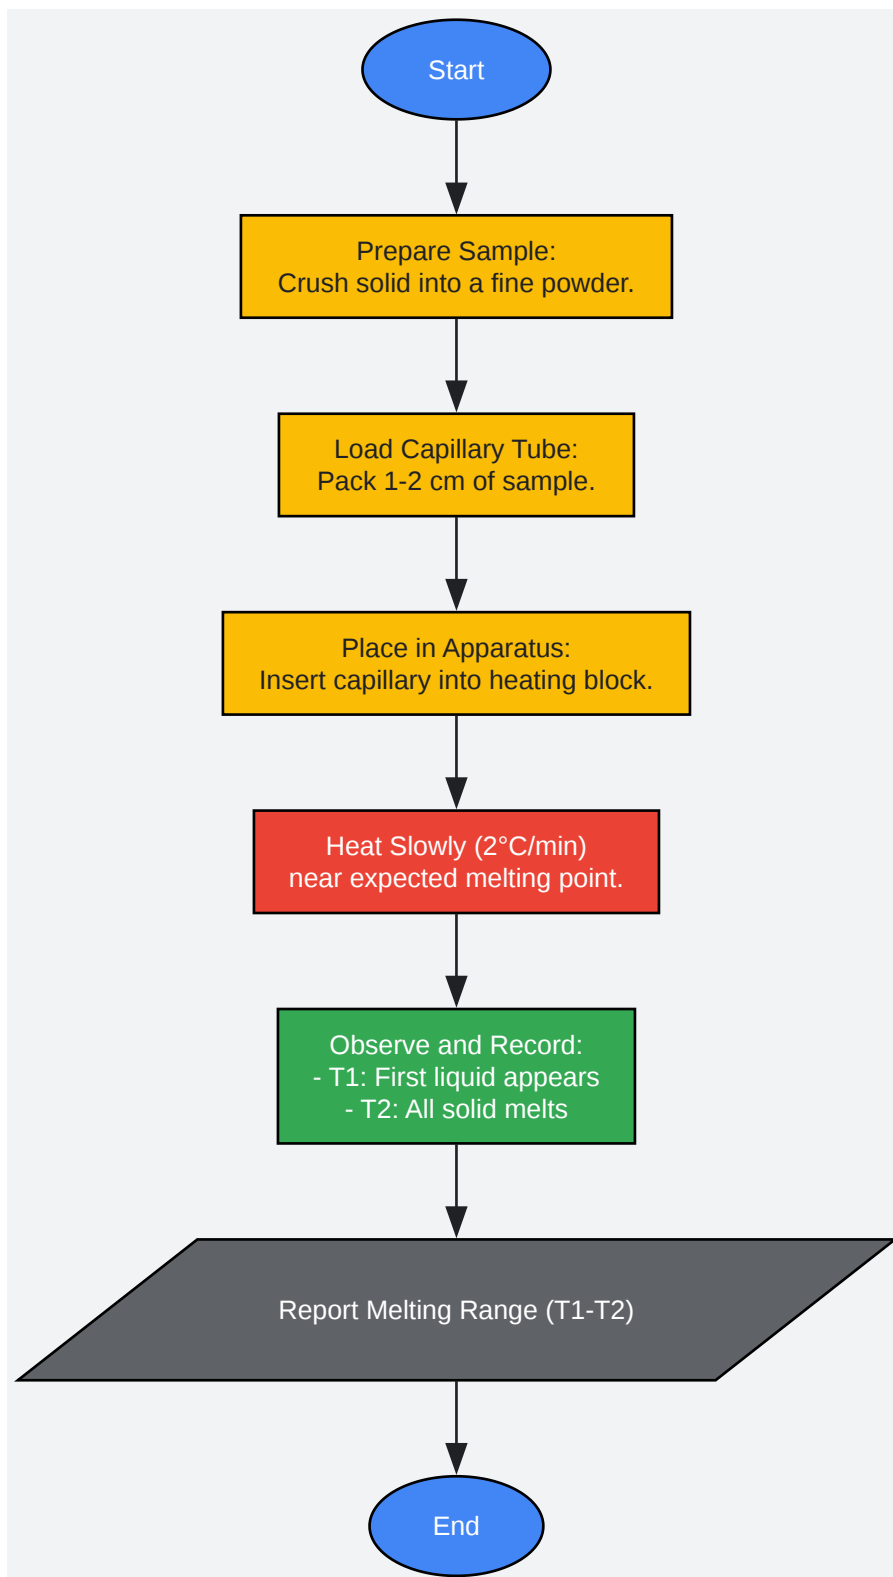 Start
Prepare Sample:
Crush solid into a fine powder.
Load Capillary Tube:
Pack 1-2 cm of sample.
Place in Apparatus:
Insert capillary into heating block.
Heat Slowly (2°C/min)
near expected melting point.
Observe and Record:
- T1: First liquid appears
- T2: All solid melts
Report Melting Range (T1-T2)
End